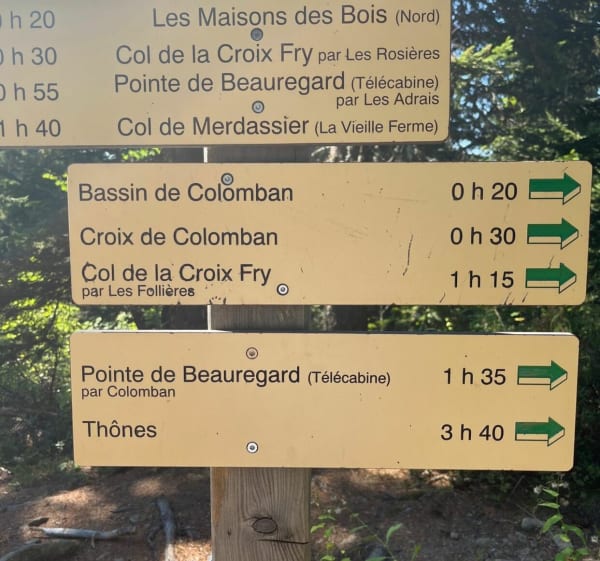 h 20 Les Maisons des Bois (Nord)
0 h 30 Col de la Croix Fry par Les Rosières
0 h 55 Pointe de Beauregard (Télécabine)
par Les Adrais
1 h 40 Col de Merdassier (La Vieille Ferme)
Bassin de Colomban 0 h 20
Croix de Colomban 0 h 30
Col de la Croix Fry 1 h 15
par Les Follières
Pointe de Beauregard (Télécabine) 1 h 35
par Colomban
Thônes 3 h 40